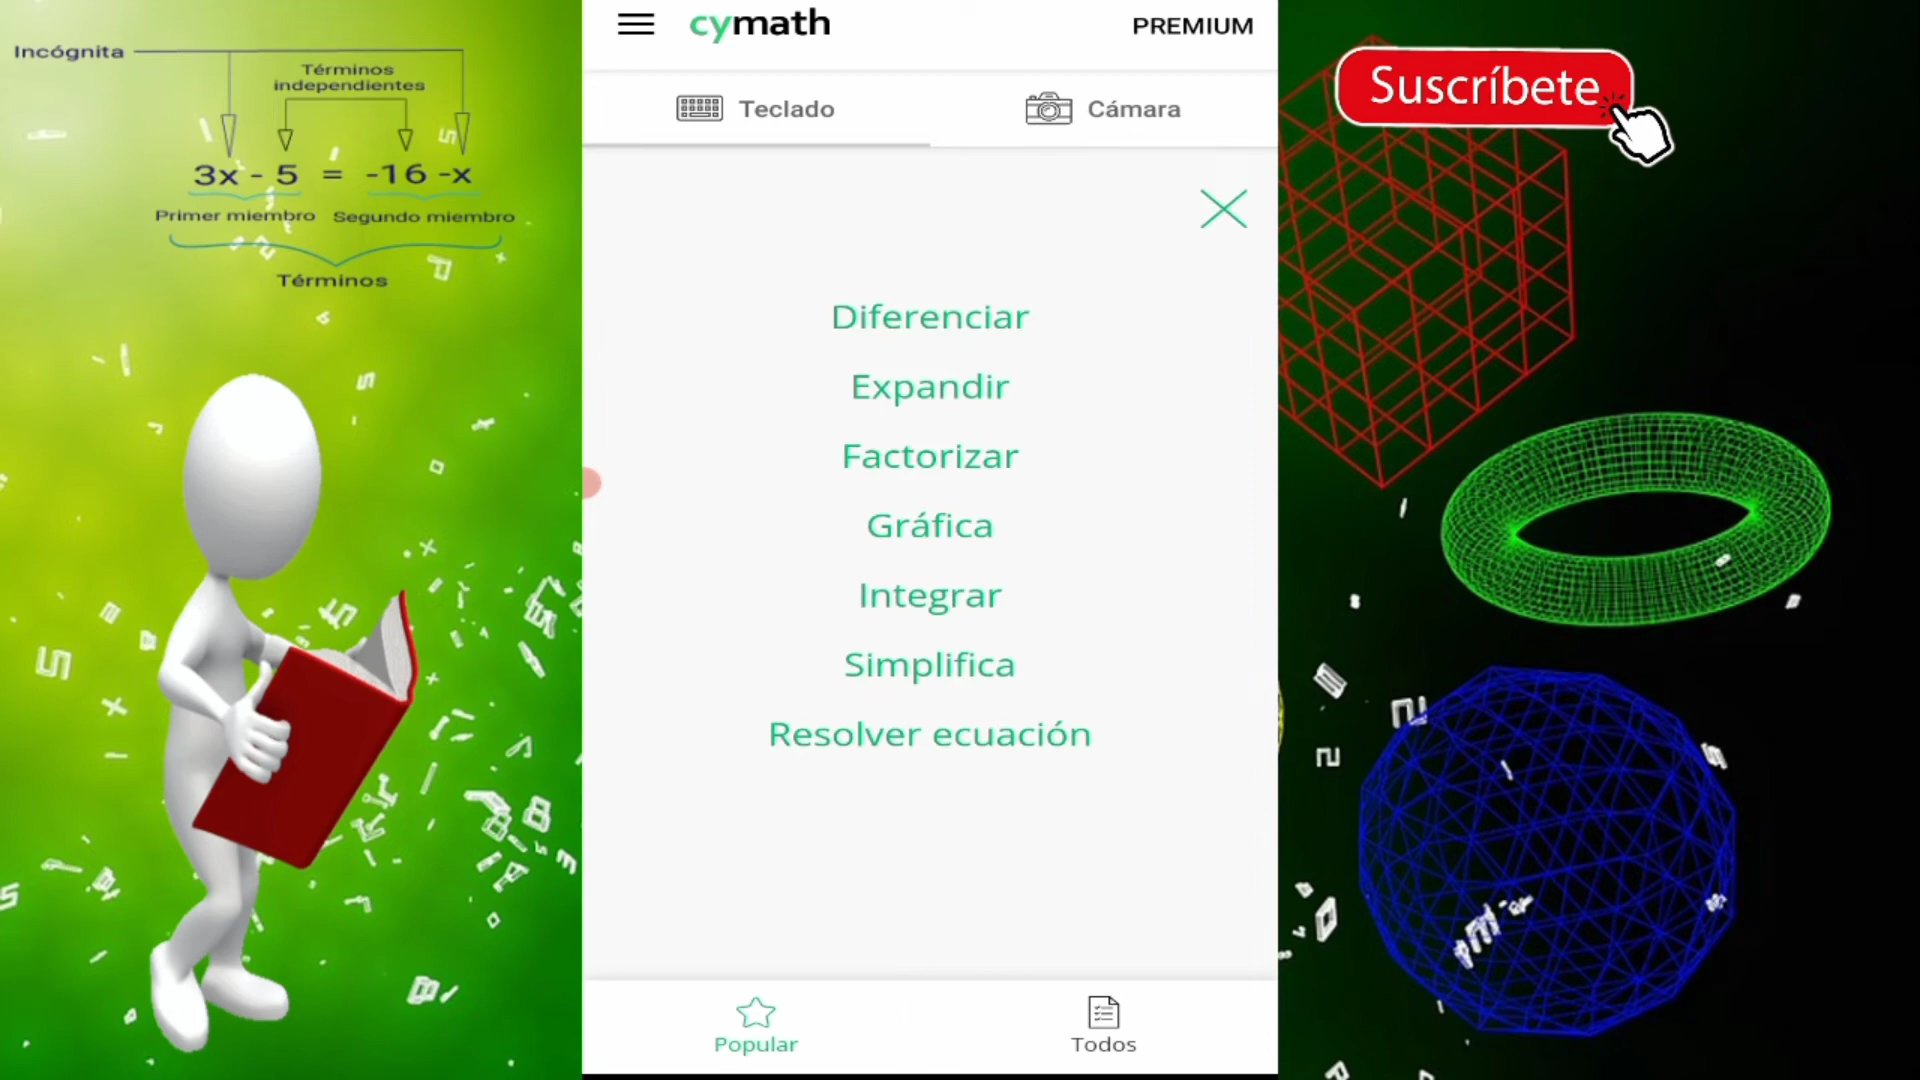 Incógnita
Términos
independientes
3x - 5 = -16 -x
Primer miembro Segundo miembro
Términos
cymath
PREMIUM
Teclado
Cámara
Diferenciar
Expandir
Factorizar
Gráfica
Integrar
Simplifica
Resolver ecuación
Popular
Todos
Suscríbete